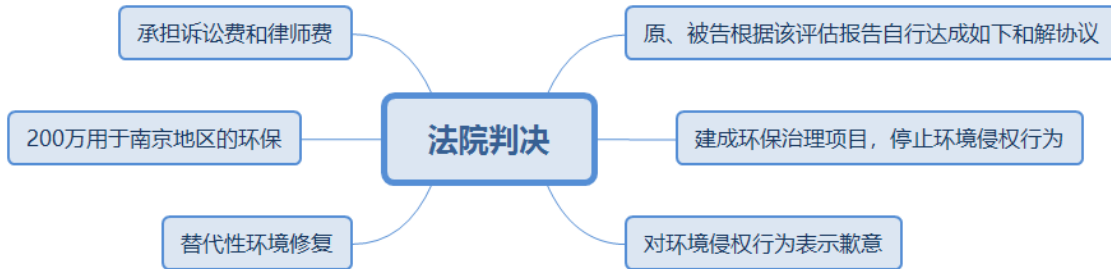 承担诉讼费和律师费
原、被告根据该评估报告自行达成如下和解协议
200万用于南京地区的环保
法院判决
建成环保治理项目，停止环境侵权行为
替代性环境修复
对环境侵权行为表示歉意